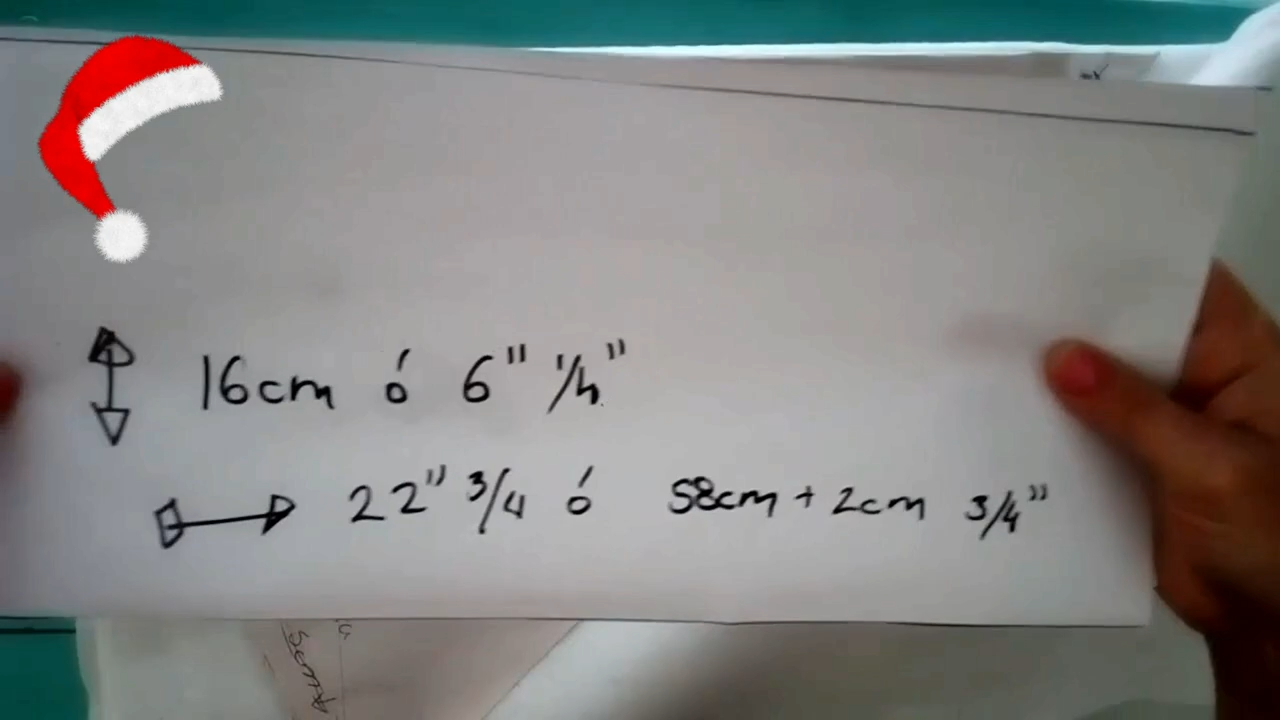 16cm ó 6" 1/4"
22" 3/4 ó 58cm + 2cm 3/4"